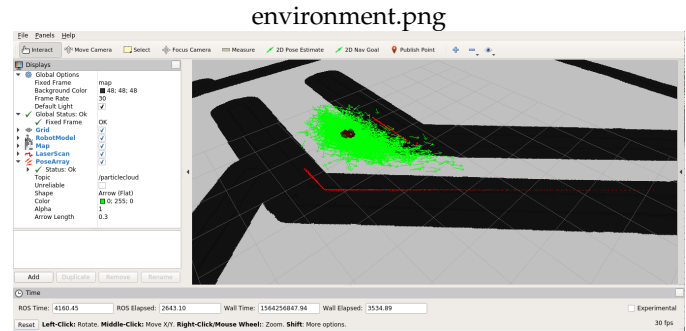 environment.png
File Panels Help
Interact Move Camera Select Focus Camera Measure 2D Pose Estimate 2D Nav Goal Publish Point
Displays
Global Options
Fixed Frame map
Background Color 48; 48; 48
Frame Rate 30
Default Light
Global Status: Ok
Fixed Frame OK
Grid
RobotModel
Map
LaserScan
PoseArray
Status: Ok
Topic /particlecloud
Unreliable
Shape Arrow (Flat)
Color 0; 255; 0
Alpha 1
Arrow Length 0.3
Add Duplicate Remove Rename
Time
ROS Time: 4160.45 ROS Elapsed: 2643.10 Wall Time: 1564256847.94 Wall Elapsed: 3534.89 Experimental
Reset Left-Click: Rotate. Middle-Click: Move X/Y. Right-Click/Mouse Wheel:: Zoom. Shift: More options. 30 fps